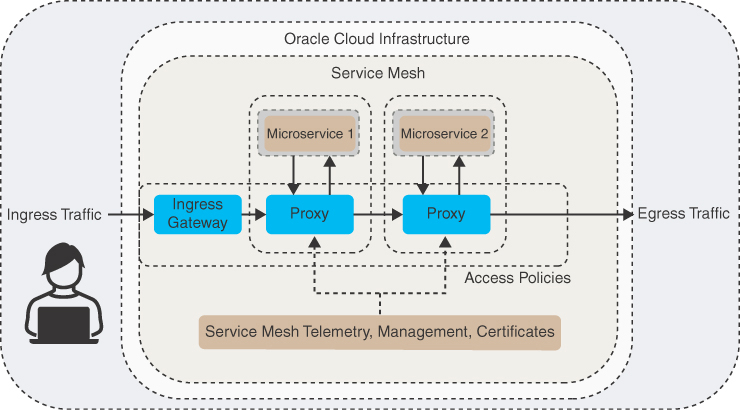 Oracle Cloud Infrastructure
Service Mesh
Microservice 1
Microservice 2
Ingress Traffic
Ingress
Gateway
Proxy
Proxy
Egress Traffic
Access Policies
Service Mesh Telemetry, Management, Certificates